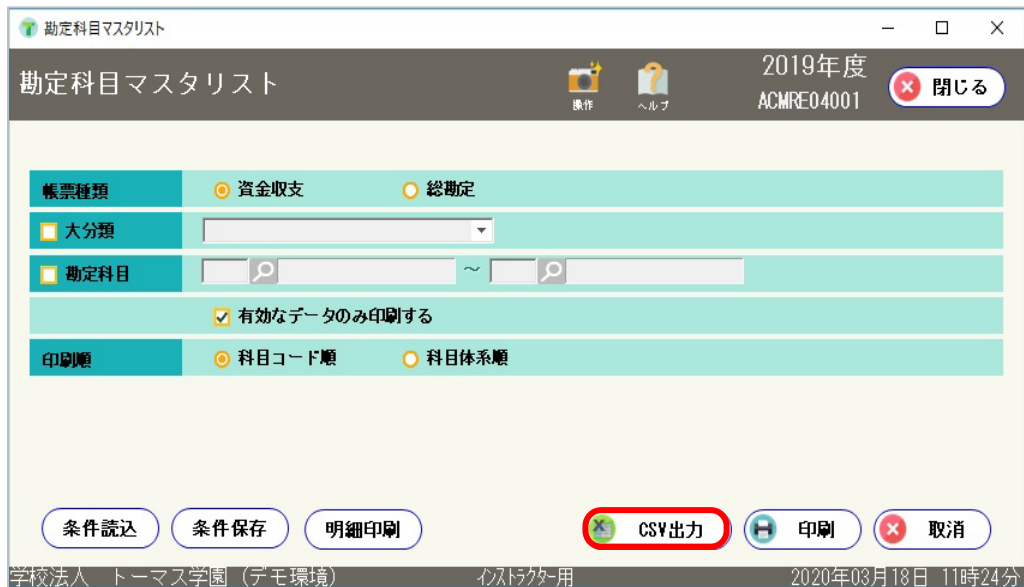 勘定科目マスタリスト
勘定科目マスタリスト
操作
ヘルプ
2019年度
ACMRE04001
閉じる
帳票種類
資金収支
総勘定
大分類
勘定科目
～
有効なデータのみ印刷する
印刷順
科目コード順
科目体系順
条件読込
条件保存
明細印刷
CSV出力
印刷
取消
学校法人 トーマス学園（デモ環境）
ｲﾝｽﾄﾗｸﾀｰ用
2020年03月18日 11時24分